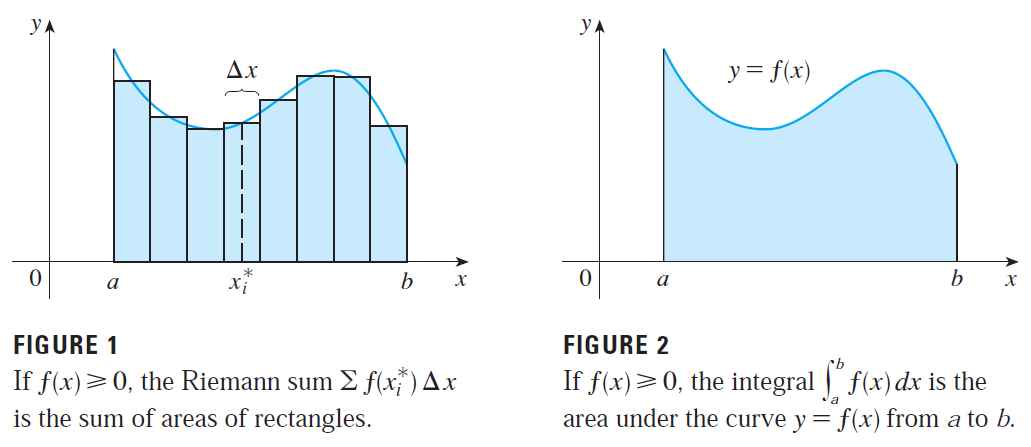 y
Δx
0
a
x_i^*
b
x
FIGURE 1
If f(x) ⩾ 0, the Riemann sum Σ f(x_i^*) Δx
is the sum of areas of rectangles.
y
y = f(x)
0
a
b
x
FIGURE 2
If f(x) ⩾ 0, the integral ∫_a^b f(x) dx is the
area under the curve y = f(x) from a to b.